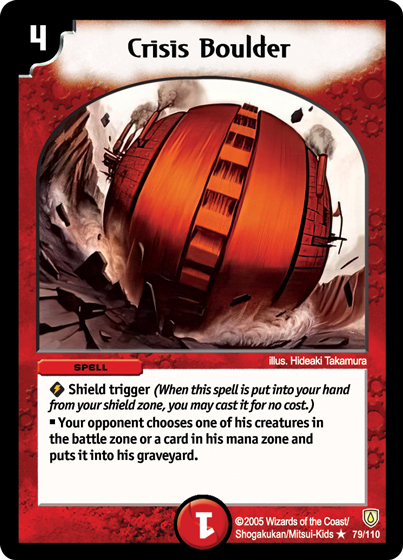 4
Crisis Boulder
illus. Hideaki Takamura
SPELL
Shield trigger (When this spell is put into your hand
from your shield zone, you may cast it for no cost.)
▪ Your opponent chooses one of his creatures in
the battle zone or a card in his mana zone and
puts it into his graveyard.
1
©2005 Wizards of the Coast/
Shogakukan/Mitsui-Kids ★ 79/110